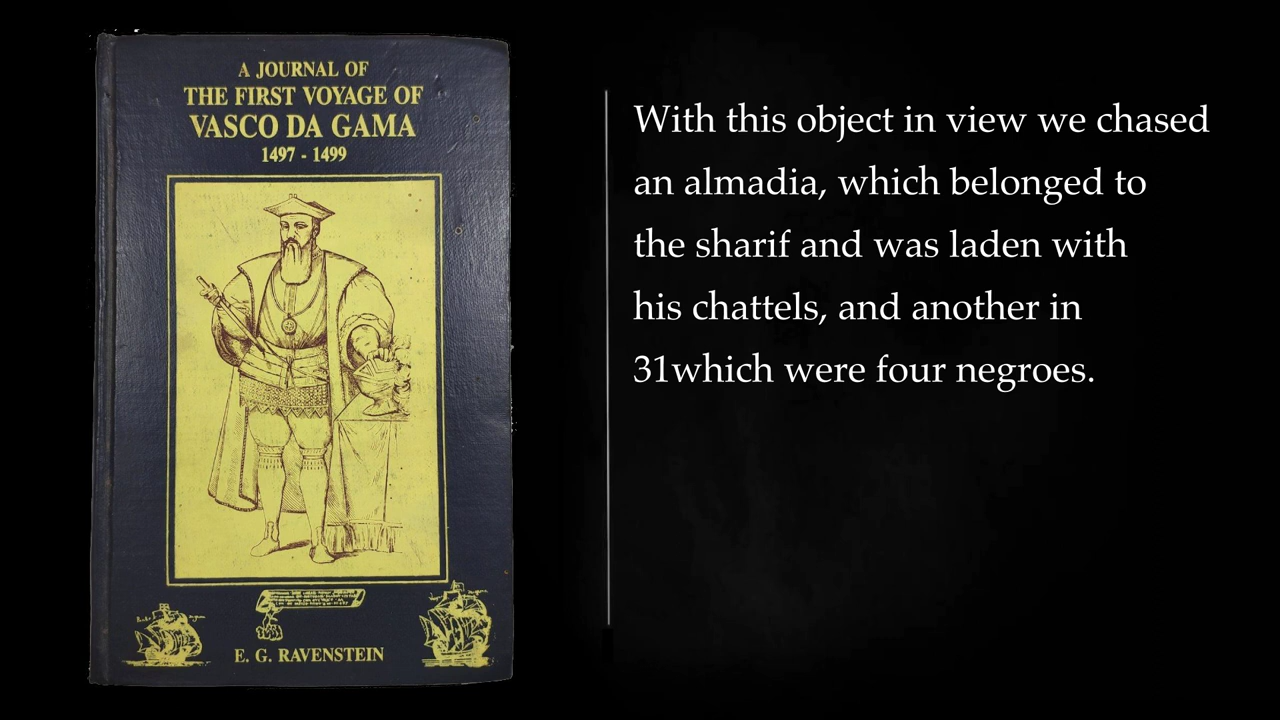 A JOURNAL OF
THE FIRST VOYAGE OF
VASCO DA GAMA
1497 - 1499
E. G. RAVENSTEIN
With this object in view we chased
an almadia, which belonged to
the sharif and was laden with
his chattels, and another in
31which were four negroes.